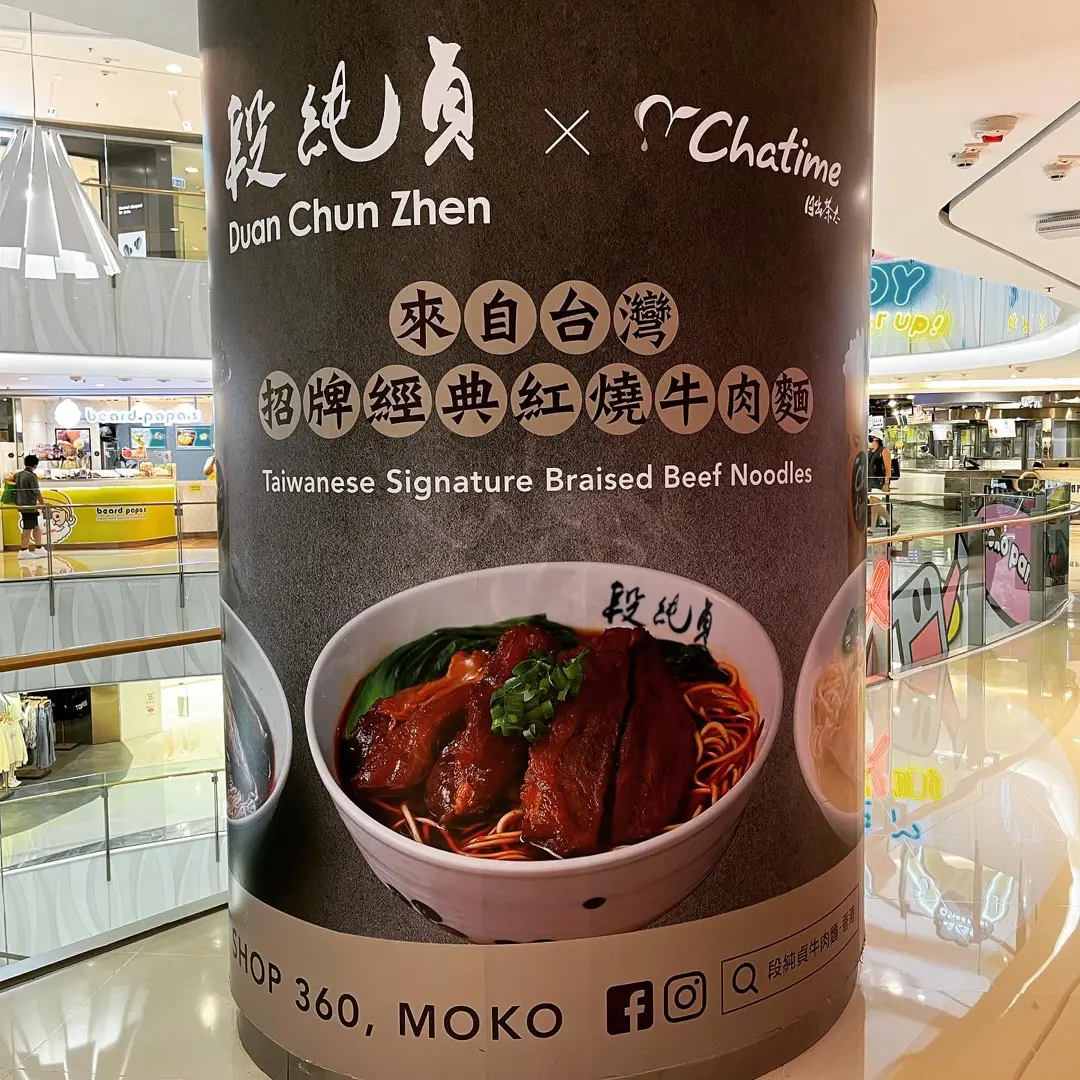 段純貞 × Chatime
Duan Chun Zhen
日出茶太
來自台灣
招牌經典紅燒牛肉麵
Taiwanese Signature Braised Beef Noodles
段純貞
SHOP 360, MOKO
段純貞牛肉麵·香港
beard papa's
beard papa's
er up!